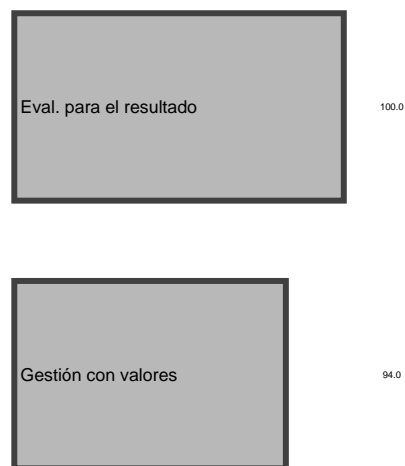 Eval. para el resultado 100.0
Gestión con valores 94.0